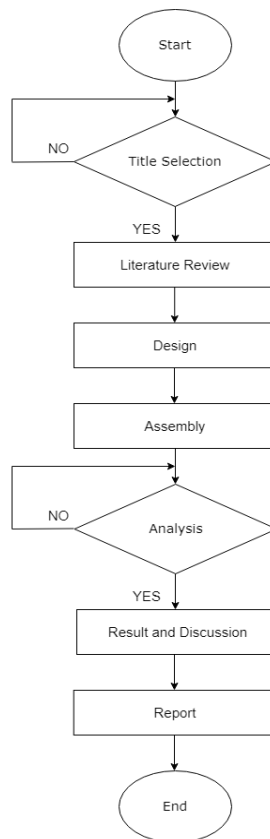 Start
NO
Title Selection
YES
Literature Review
Design
Assembly
NO
Analysis
YES
Result and Discussion
Report
End